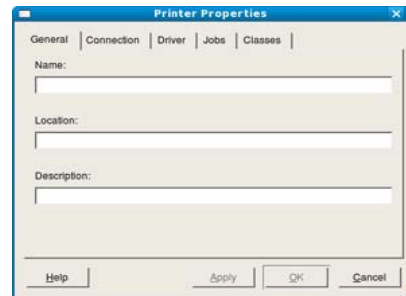 Printer Properties
General Connection Driver Jobs Classes
Name:
Location:
Description:
Help Apply OK Cancel